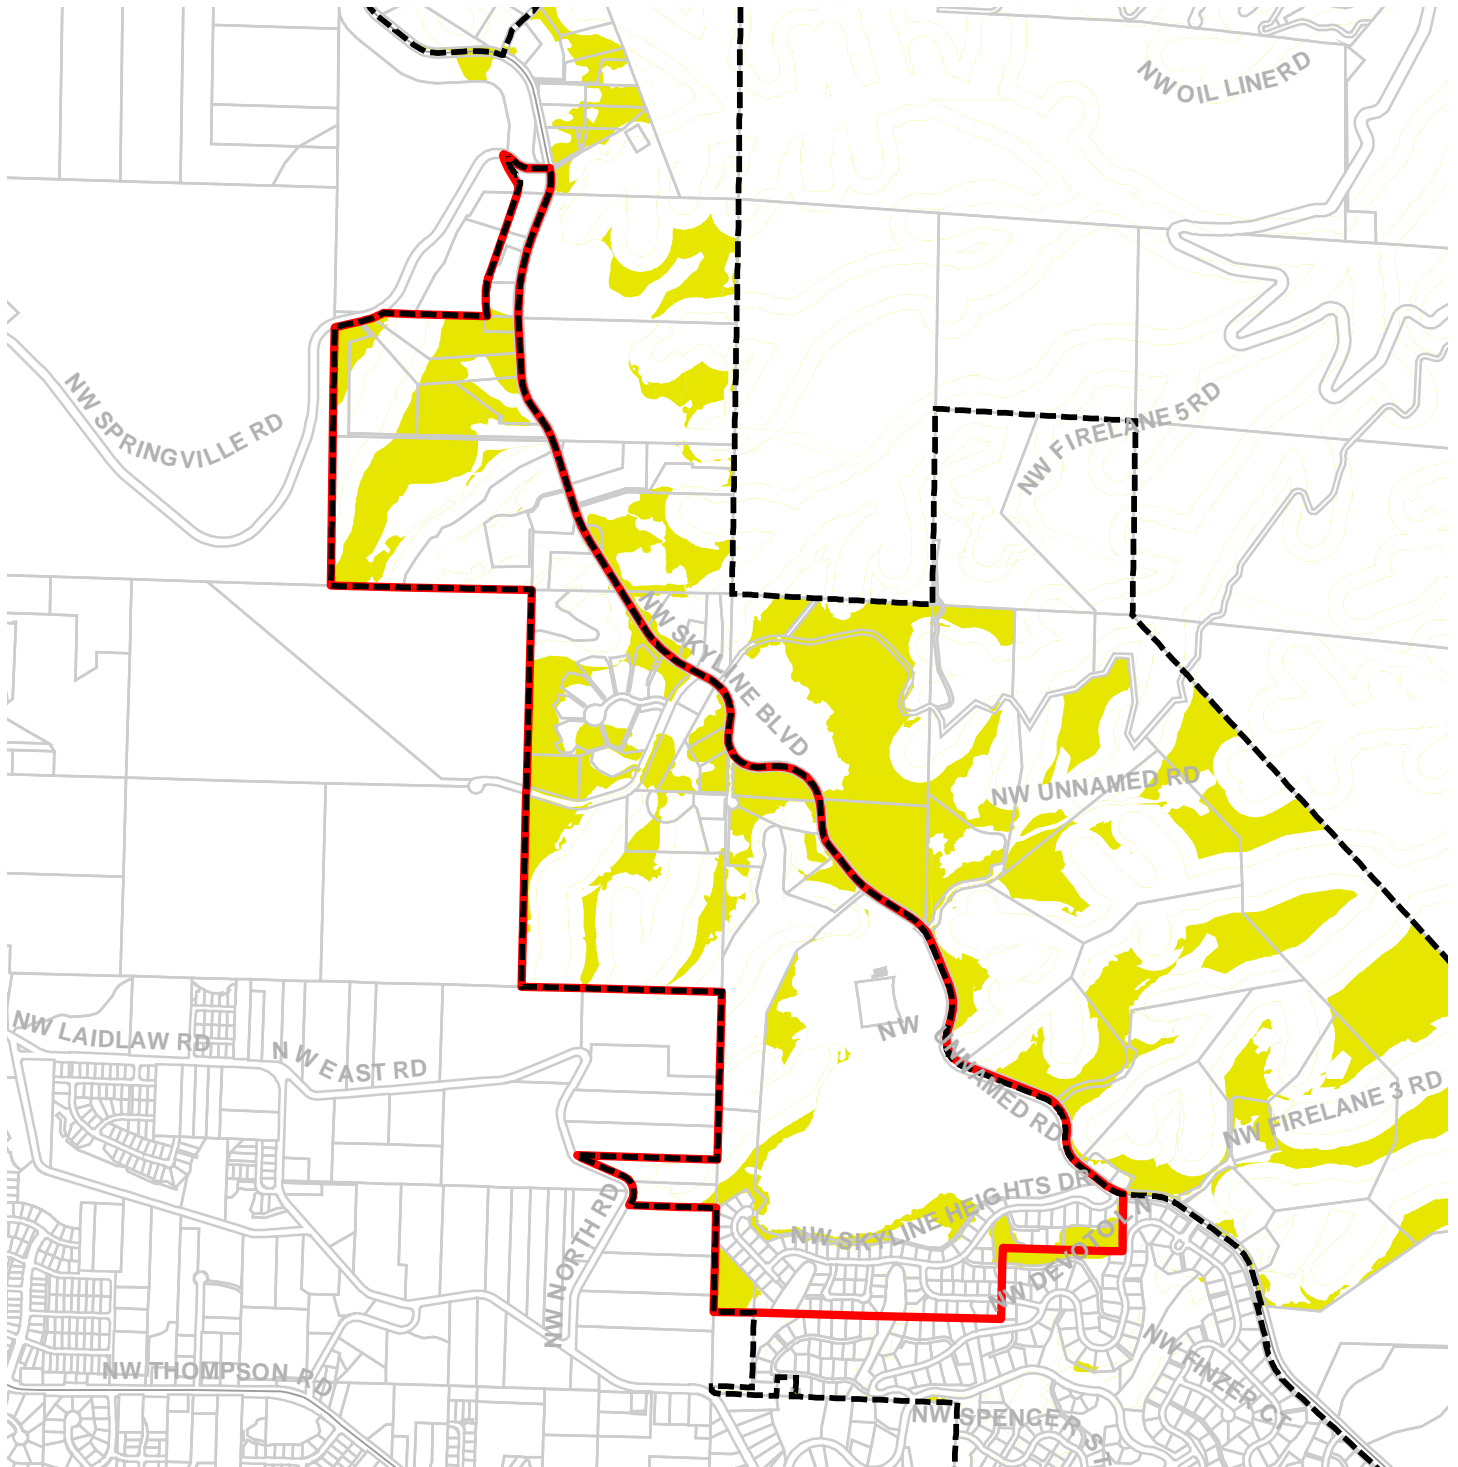 NW OIL LINE RD
NW SPRINGVILLE RD
NW FIRELANE 5 RD
NW SKYLINE BLVD
NW UNNAMED RD
NW LAIDLAW RD
NW EAST RD
NW UNNAMED RD
NW FIRELANE 3 RD
NW SKYLINE HEIGHTS DR
NW NORTH RD
NW DEVOTO LN
NW THOMPSON RD
NW FINZER CT
NW SPENCER ST